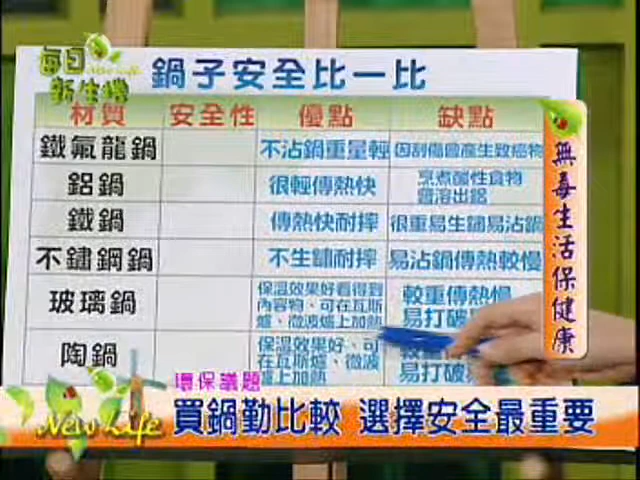 每日
新生機
New Life
鍋子安全比一比
材質 安全性 優點 缺點
鐵氟龍鍋 不沾鍋重量輕 因刮傷會產生致癌物
鋁鍋 很輕傳熱快 烹煮酸性食物
會溶出鋁
鐵鍋 傳熱快耐摔 很重易生鏽易沾鍋
不鏽鋼鍋 不生鏽耐摔 易沾鍋傳熱較慢
玻璃鍋 保溫效果好看得到
內容物、可在瓦斯
爐、微波爐上加熱 較重傳熱慢
易打破
陶鍋 保溫效果好、可
在瓦斯爐、微波
爐上加熱 較重
易打破
無毒生活保健康
環保議題
New Life
買鍋勤比較 選擇安全最重要